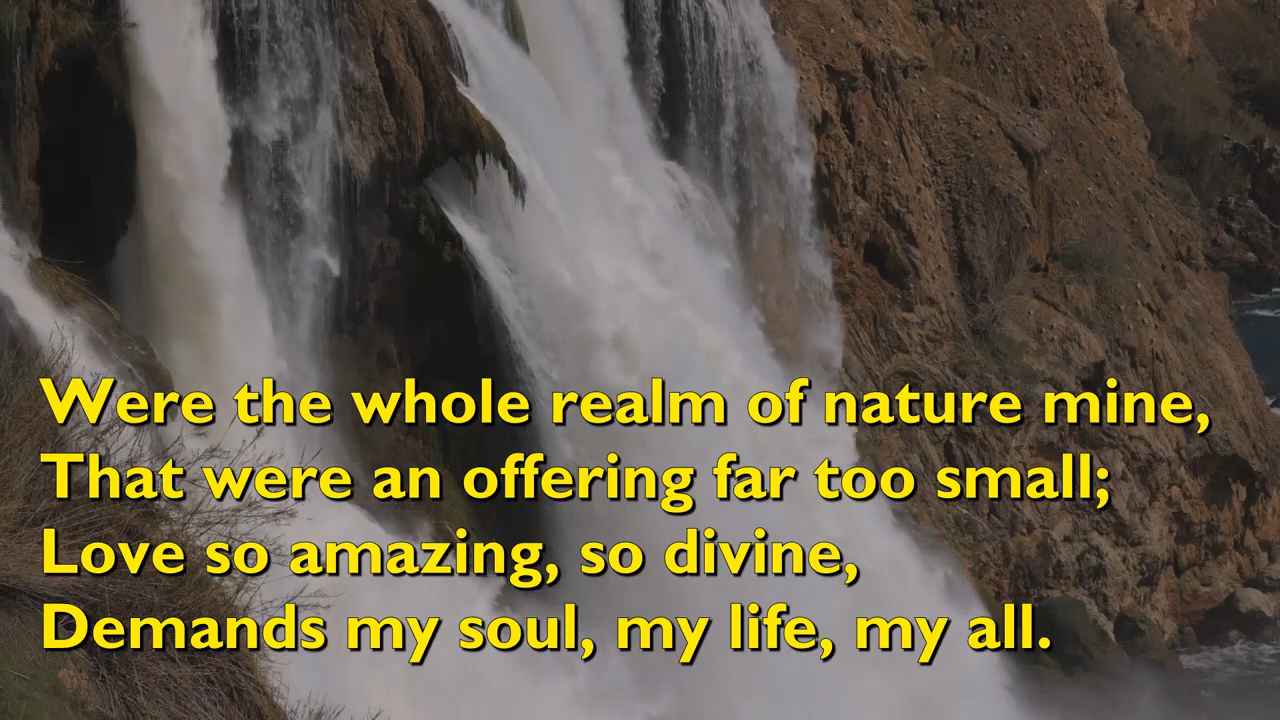 Were the whole realm of nature mine,
That were an offering far too small;
Love so amazing, so divine,
Demands my soul, my life, my all.